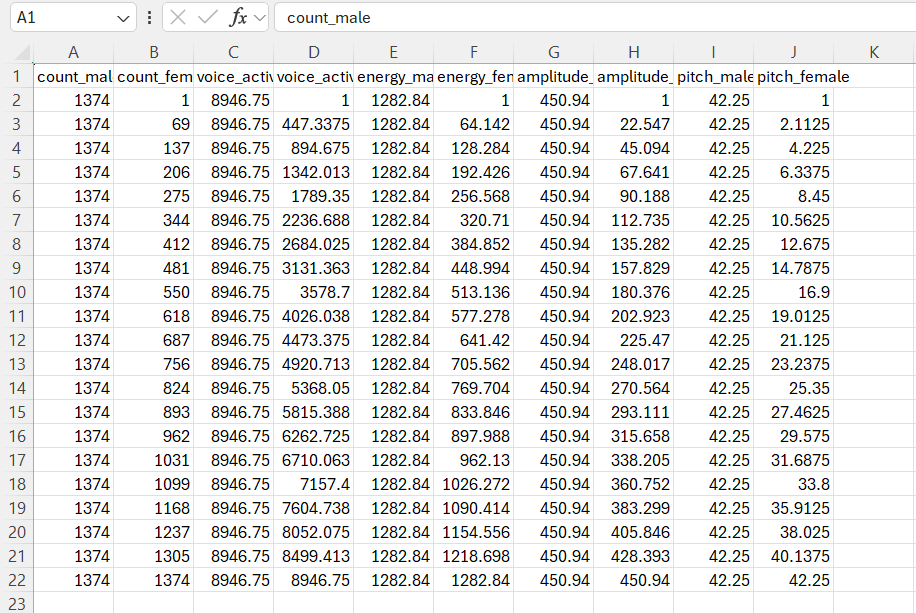 A1 fx count_male
A B C D E F G H I J K
1 count_mal count_fem voice_activ voice_activ energy_ma energy_fem amplitude_ amplitude_ pitch_male pitch_female
2 1374 1 8946.75 1 1282.84 1 450.94 1 42.25 1
3 1374 69 8946.75 447.3375 1282.84 64.142 450.94 22.547 42.25 2.1125
4 1374 137 8946.75 894.675 1282.84 128.284 450.94 45.094 42.25 4.225
5 1374 206 8946.75 1342.013 1282.84 192.426 450.94 67.641 42.25 6.3375
6 1374 275 8946.75 1789.35 1282.84 256.568 450.94 90.188 42.25 8.45
7 1374 344 8946.75 2236.688 1282.84 320.71 450.94 112.735 42.25 10.5625
8 1374 412 8946.75 2684.025 1282.84 384.852 450.94 135.282 42.25 12.675
9 1374 481 8946.75 3131.363 1282.84 448.994 450.94 157.829 42.25 14.7875
10 1374 550 8946.75 3578.7 1282.84 513.136 450.94 180.376 42.25 16.9
11 1374 618 8946.75 4026.038 1282.84 577.278 450.94 202.923 42.25 19.0125
12 1374 687 8946.75 4473.375 1282.84 641.42 450.94 225.47 42.25 21.125
13 1374 756 8946.75 4920.713 1282.84 705.562 450.94 248.017 42.25 23.2375
14 1374 824 8946.75 5368.05 1282.84 769.704 450.94 270.564 42.25 25.35
15 1374 893 8946.75 5815.388 1282.84 833.846 450.94 293.111 42.25 27.4625
16 1374 962 8946.75 6262.725 1282.84 897.988 450.94 315.658 42.25 29.575
17 1374 1031 8946.75 6710.063 1282.84 962.13 450.94 338.205 42.25 31.6875
18 1374 1099 8946.75 7157.4 1282.84 1026.272 450.94 360.752 42.25 33.8
19 1374 1168 8946.75 7604.738 1282.84 1090.414 450.94 383.299 42.25 35.9125
20 1374 1237 8946.75 8052.075 1282.84 1154.556 450.94 405.846 42.25 38.025
21 1374 1305 8946.75 8499.413 1282.84 1218.698 450.94 428.393 42.25 40.1375
22 1374 1374 8946.75 8946.75 1282.84 1282.84 450.94 450.94 42.25 42.25
23